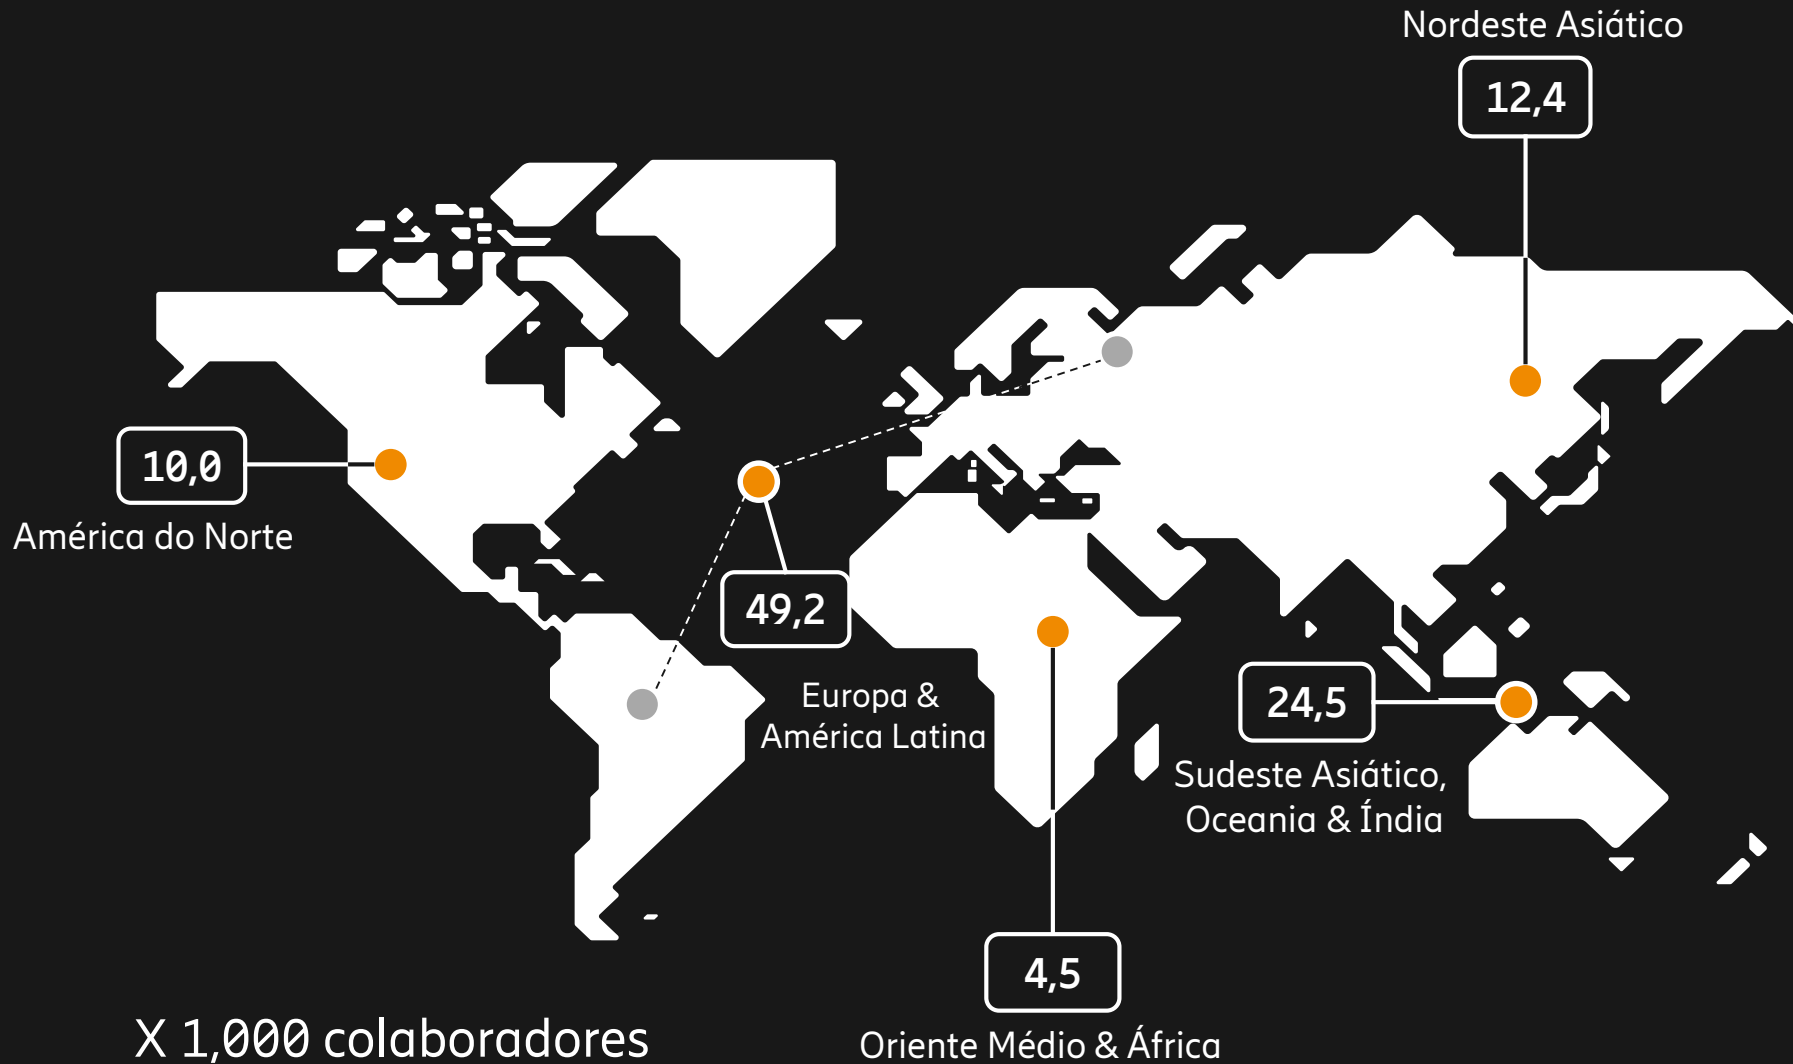 Nordeste Asiático
12,4
10,0
América do Norte
49,2
Europa &
América Latina
24,5
Sudeste Asiático,
Oceania & Índia
4,5
Oriente Médio & África
X 1,000 colaboradores